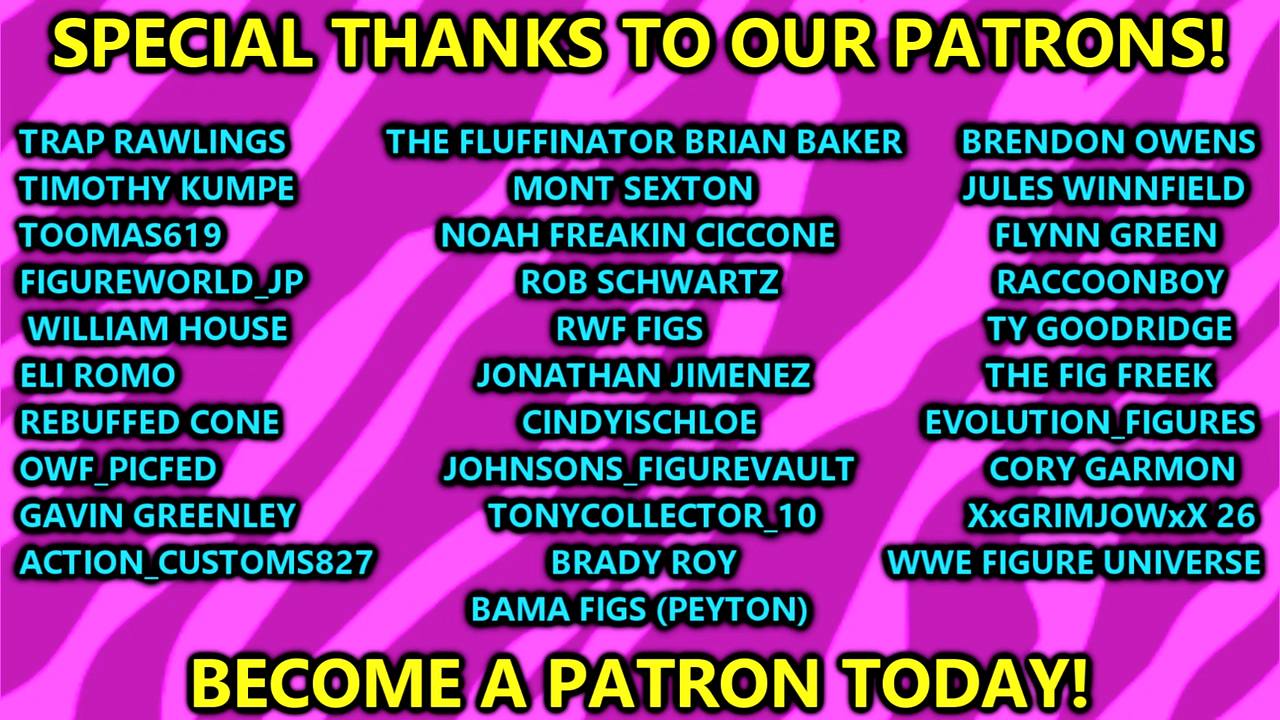 SPECIAL THANKS TO OUR PATRONS!
TRAP RAWLINGS
TIMOTHY KUMPE
TOOMAS619
FIGUREWORLD_JP
WILLIAM HOUSE
ELI ROMO
REBUFFED CONE
OWF_PICFED
GAVIN GREENLEY
ACTION_CUSTOMS827
THE FLUFFINATOR BRIAN BAKER
MONT SEXTON
NOAH FREAKIN CICCONE
ROB SCHWARTZ
RWF FIGS
JONATHAN JIMENEZ
CINDYISCHLOE
JOHNSONS_FIGUREVAULT
TONYCOLLECTOR_10
BRADY ROY
BAMA FIGS (PEYTON)
BRENDON OWENS
JULES WINNFIELD
FLYNN GREEN
RACCOONBOY
TY GOODRIDGE
THE FIG FREEK
EVOLUTION_FIGURES
CORY GARMON
XxGRIMJOWxX 26
WWE FIGURE UNIVERSE
BECOME A PATRON TODAY!